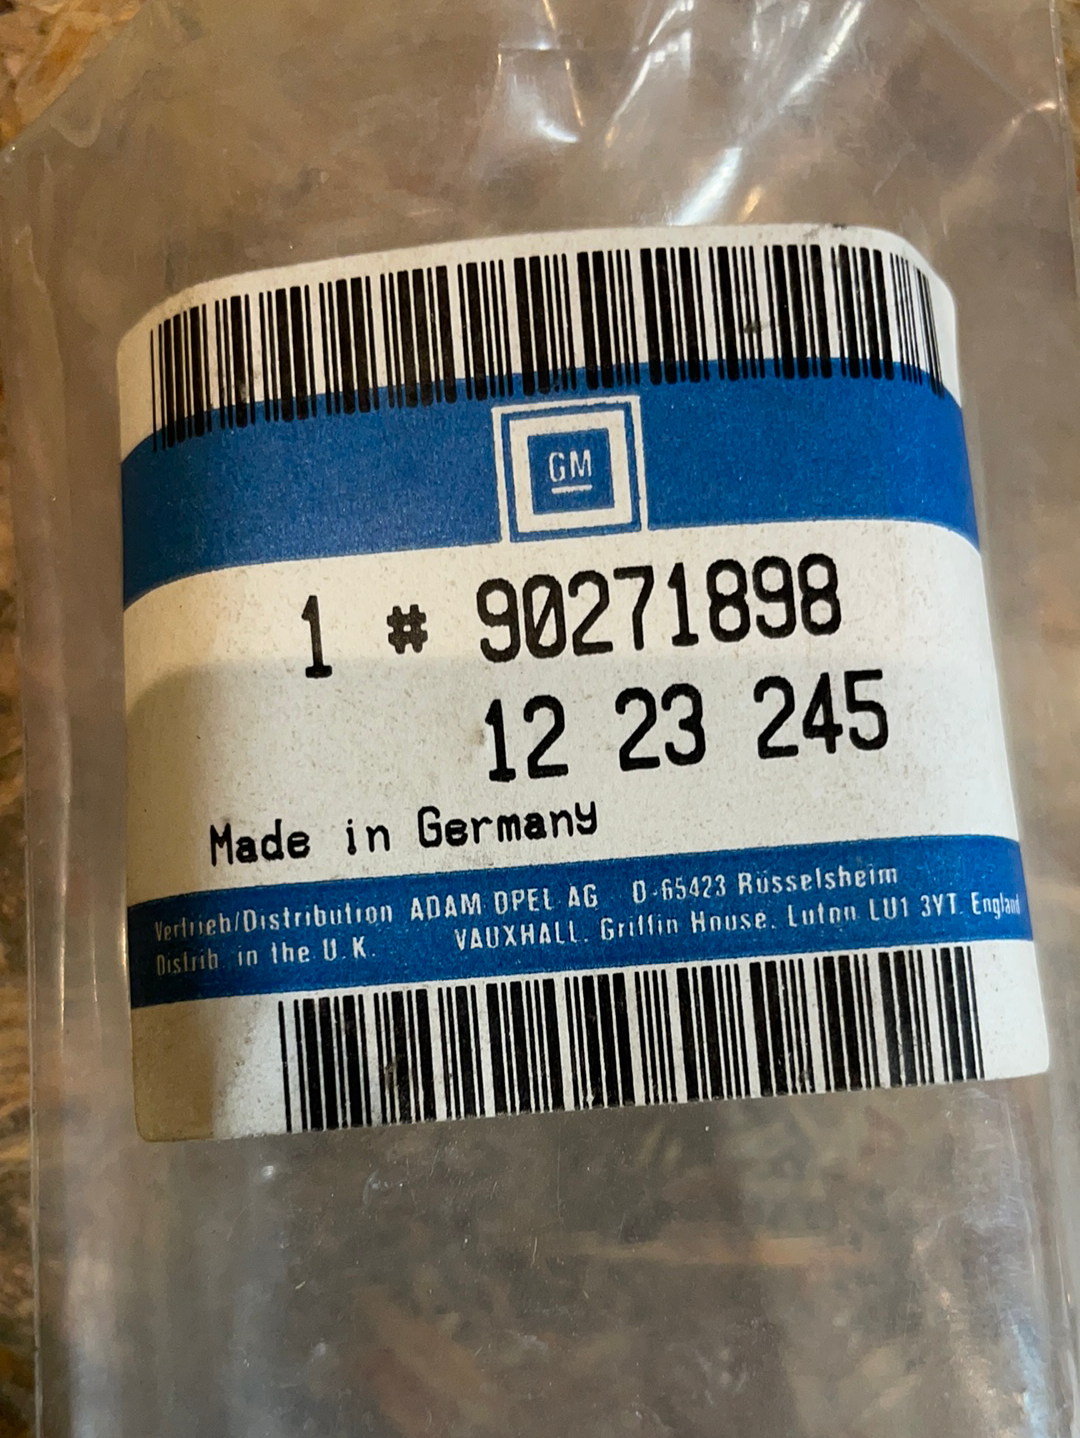 GM
1 # 90271898
12 23 245
Made in Germany
Vertrieb/Distribution ADAM OPEL AG D-65423 Rüsselsheim
Distrib. in the U.K. VAUXHALL. Griffin House. Luton LU1 3YT. England